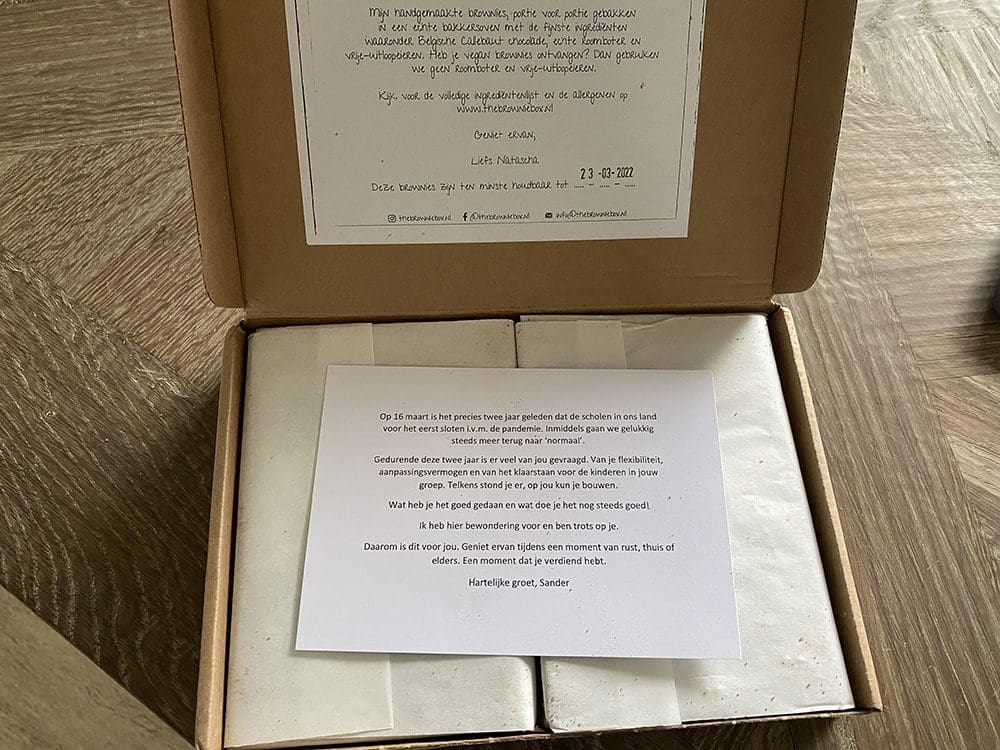 Mijn handgemaakte brownies, portie voor portie gebakken
in een echte bakkersoven met de fijnste ingrediënten
waaronder Belgische Callebaut chocolade, echte roomboter en
vrije-uitloopeieren. Heb je vegan brownies ontvangen? Dan gebruiken
we geen roomboter en vrije-uitloopeieren.
Kijk voor de volledige ingrediëntenlijst en de allergenen op
www.thebrowniebox.nl
Geniet ervan,
Liefs Natascha
23 -03- 2022
Deze brownies zijn ten minste houdbaar tot ..... - ..... - .....
thebrowniebox.nl @thebrowniebox.nl info@thebrowniebox.nl
Op 16 maart is het precies twee jaar geleden dat de scholen in ons land
voor het eerst sloten i.v.m. de pandemie. Inmiddels gaan we gelukkig
steeds meer terug naar 'normaal'.
Gedurende deze twee jaar is er veel van jou gevraagd. Van je flexibiliteit,
aanpassingsvermogen en van het klaarstaan voor de kinderen in jouw
groep. Telkens stond je er, op jou kun je bouwen.
Wat heb je het goed gedaan en wat doe je het nog steeds goed!
Ik heb hier bewondering voor en ben trots op je.
Daarom is dit voor jou. Geniet ervan tijdens een moment van rust, thuis of
elders. Een moment dat je verdiend hebt.
Hartelijke groet, Sander